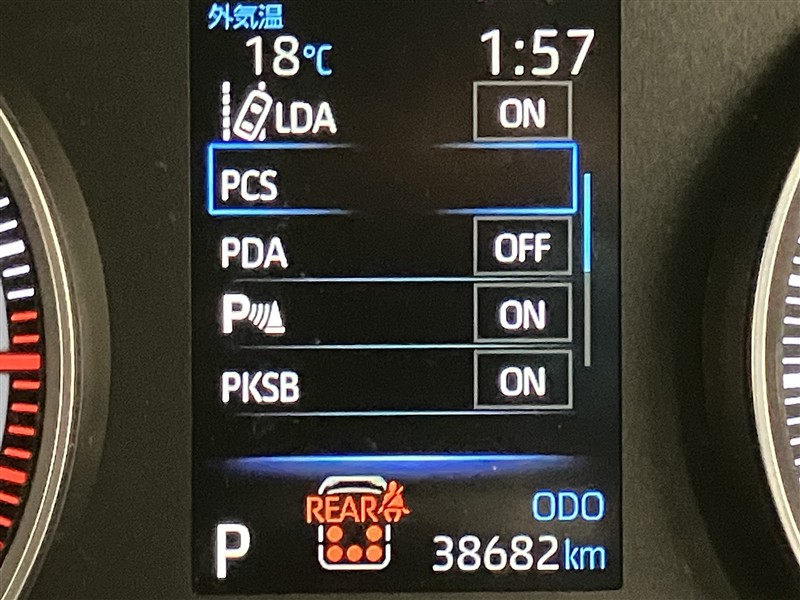 外気温
18℃ 1:57
LDA ON
PCS
PDA OFF
P ON
PKSB ON
REAR ODO
P 38682km